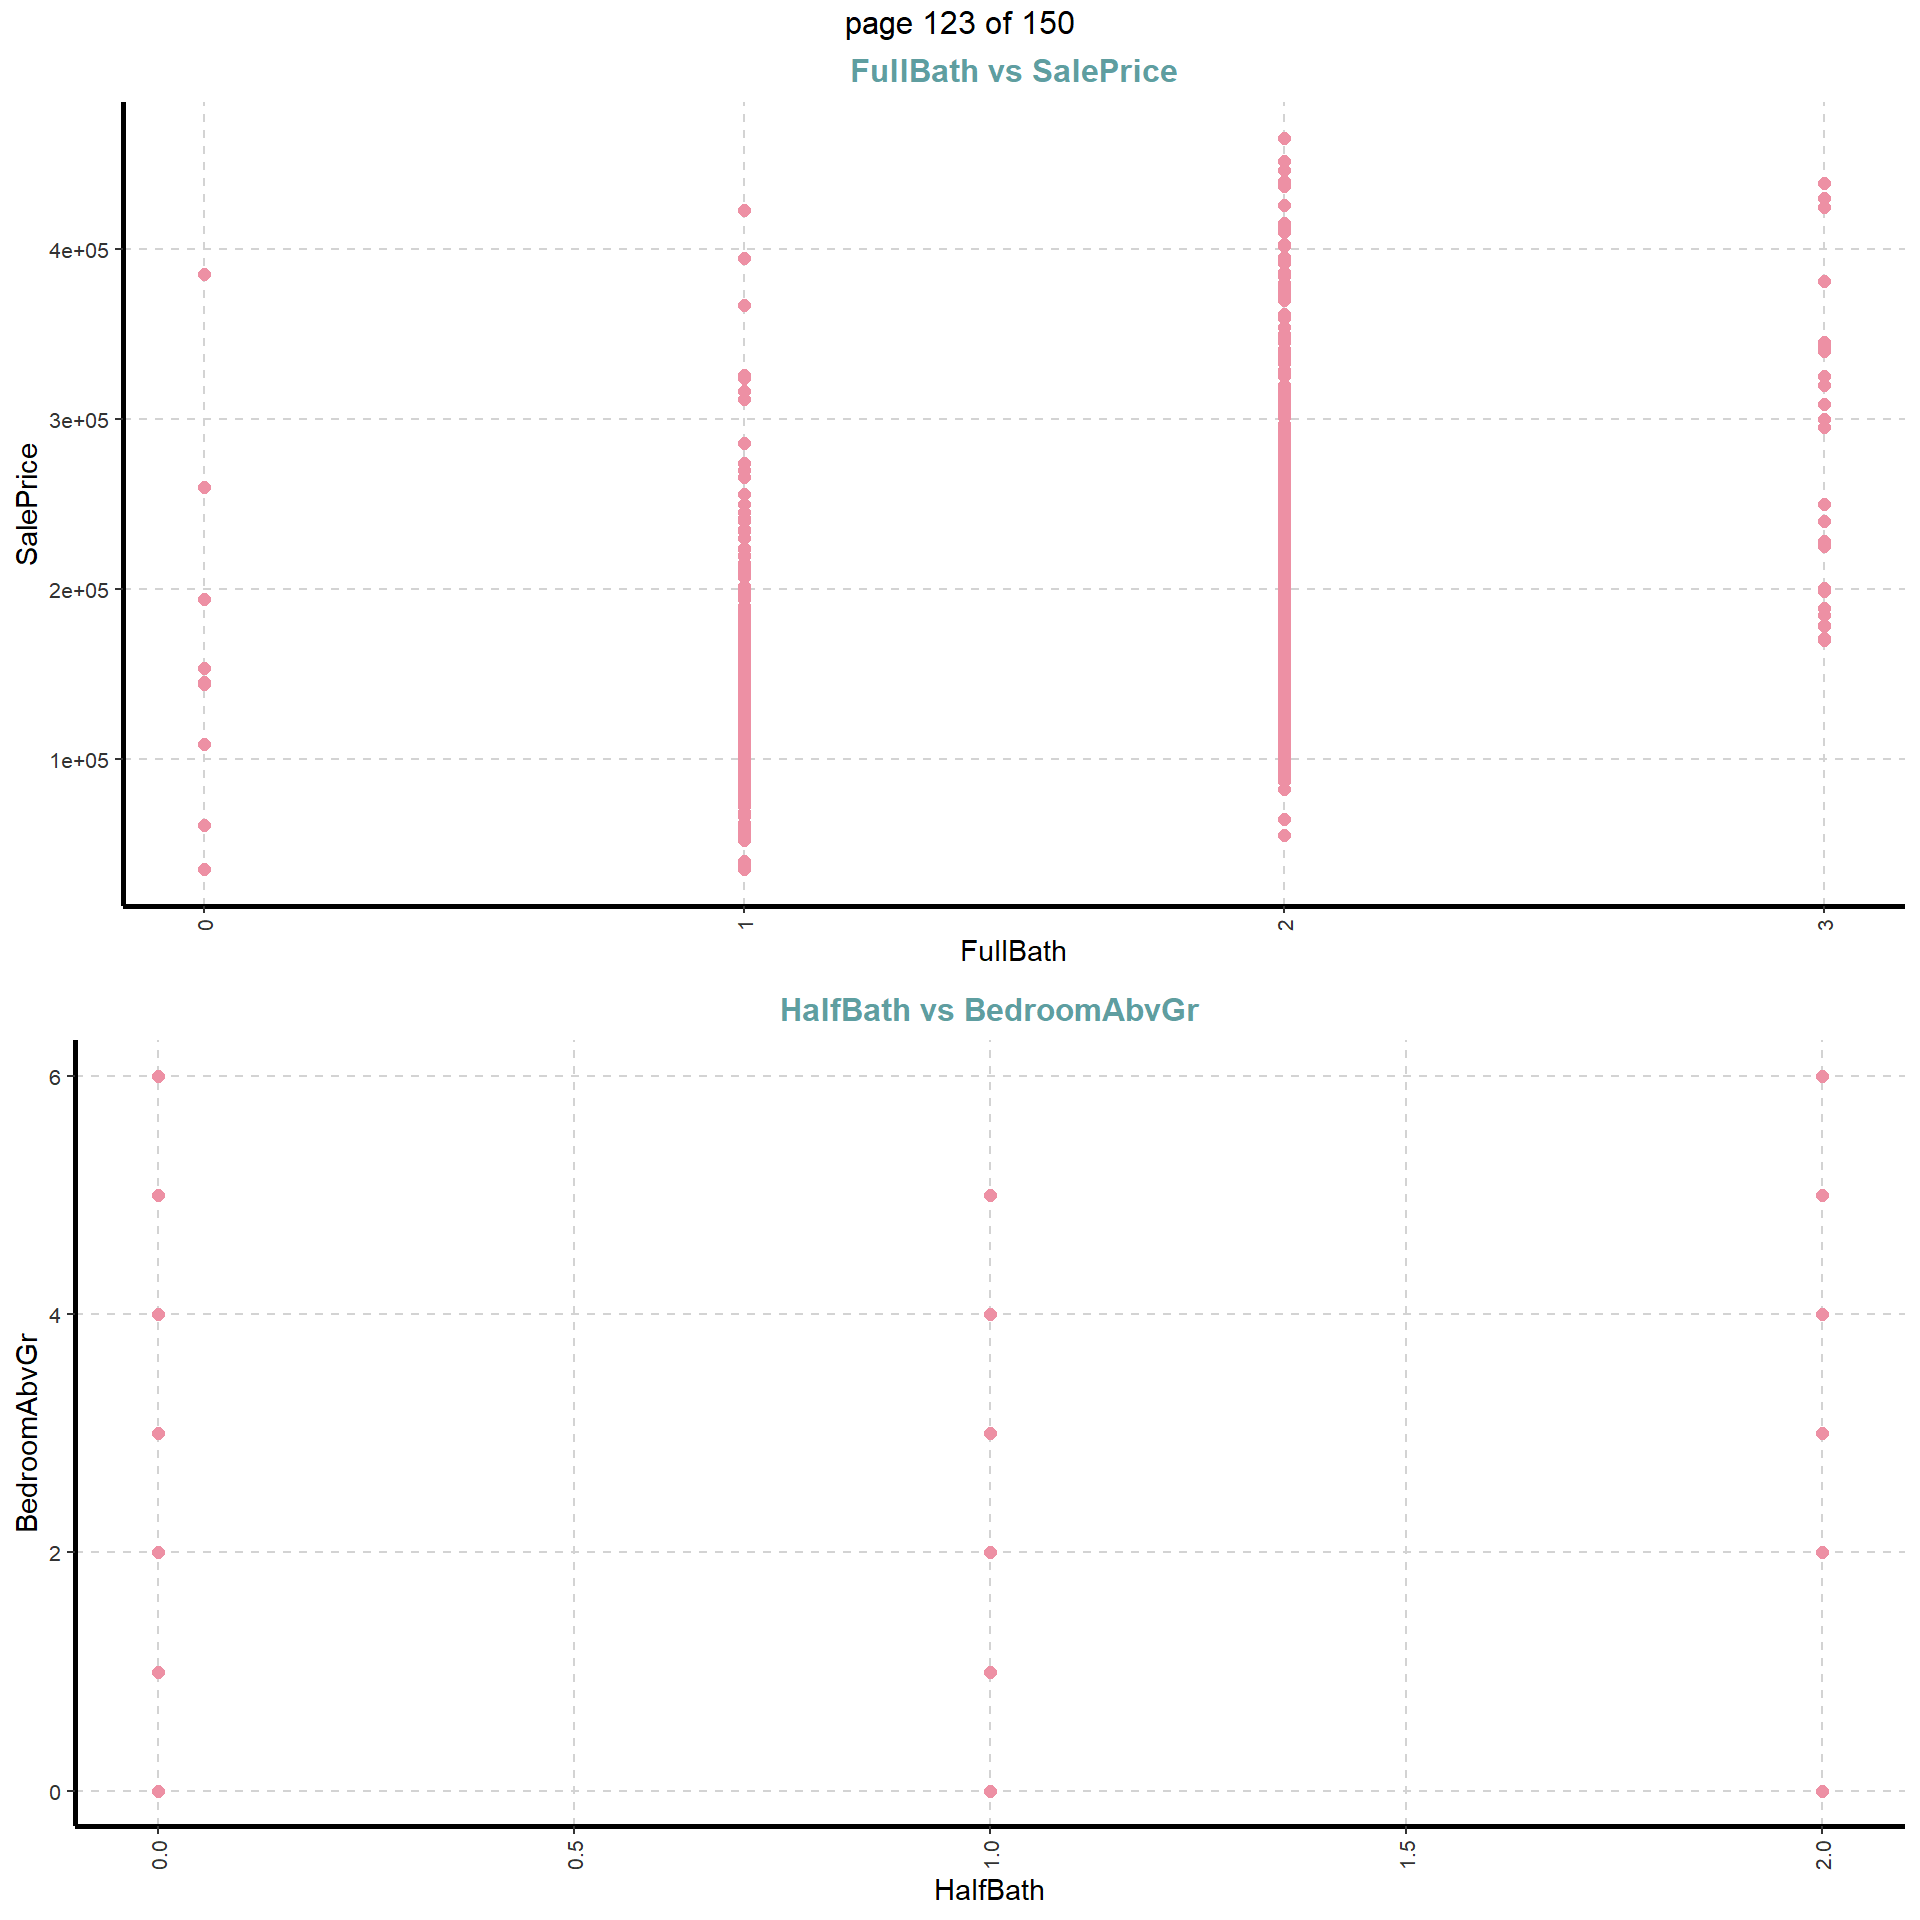 page 123 of 150
FullBath vs SalePrice
SalePrice
4e+05
3e+05
2e+05
1e+05
0 1 2 3
FullBath
HalfBath vs BedroomAbvGr
BedroomAbvGr
6
4
2
0
0.0 0.5 1.0 1.5 2.0
HalfBath